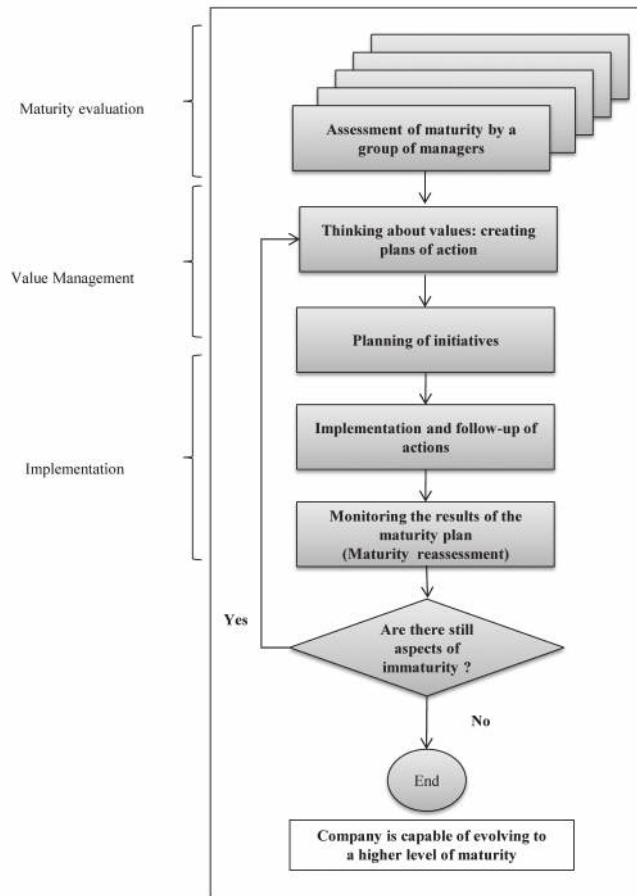 Maturity evaluation
Assessment of maturity by a
group of managers
Value Management
Thinking about values: creating
plans of action
Planning of initiatives
Implementation
Implementation and follow-up of
actions
Monitoring the results of the
maturity plan
(Maturity reassessment)
Yes
Are there still
aspects of
immaturity ?
No
End
Company is capable of evolving to
a higher level of maturity